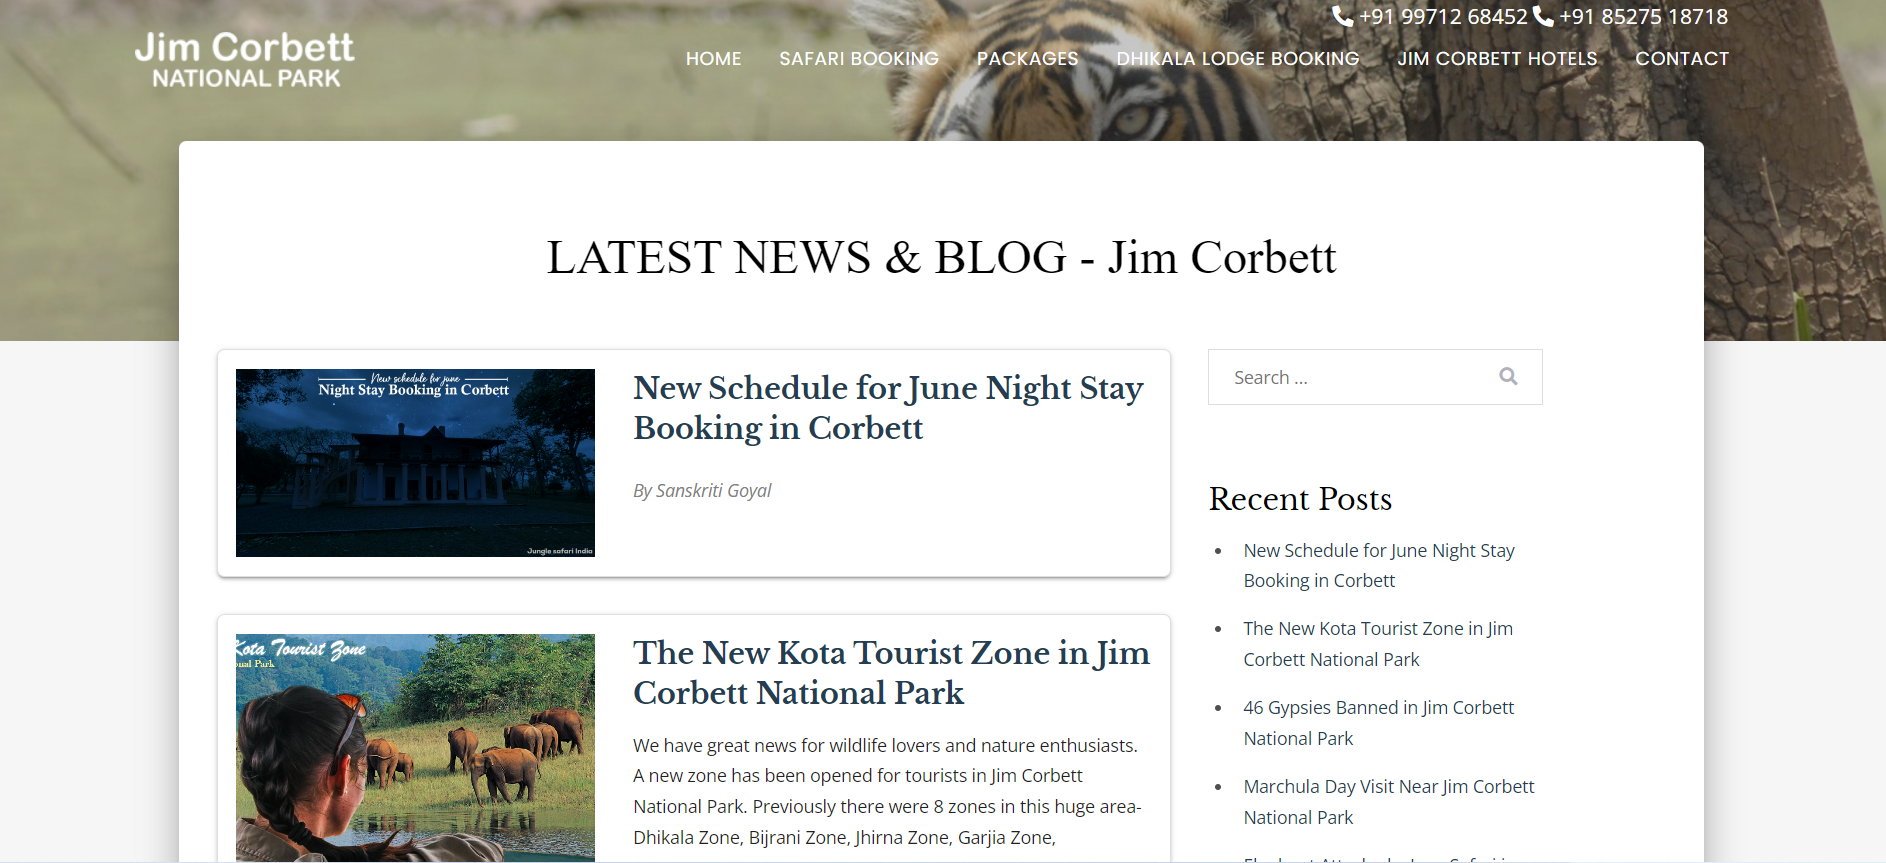 +91 99712 68452 +91 85275 18718
Jim Corbett
NATIONAL PARK
HOME SAFARI BOOKING PACKAGES DHIKALA LODGE BOOKING JIM CORBETT HOTELS CONTACT
LATEST NEWS & BLOG - Jim Corbett
New schedule for june
Night Stay Booking in Corbett
Jungle safari India
New Schedule for June Night Stay
Booking in Corbett
By Sanskriti Goyal
Kota Tourist Zone
onal Park
The New Kota Tourist Zone in Jim
Corbett National Park
We have great news for wildlife lovers and nature enthusiasts.
A new zone has been opened for tourists in Jim Corbett
National Park. Previously there were 8 zones in this huge area-
Dhikala Zone, Bijrani Zone, Jhirna Zone, Garjia Zone,
Search ...
Recent Posts
New Schedule for June Night Stay
Booking in Corbett
The New Kota Tourist Zone in Jim
Corbett National Park
46 Gypsies Banned in Jim Corbett
National Park
Marchula Day Visit Near Jim Corbett
National Park